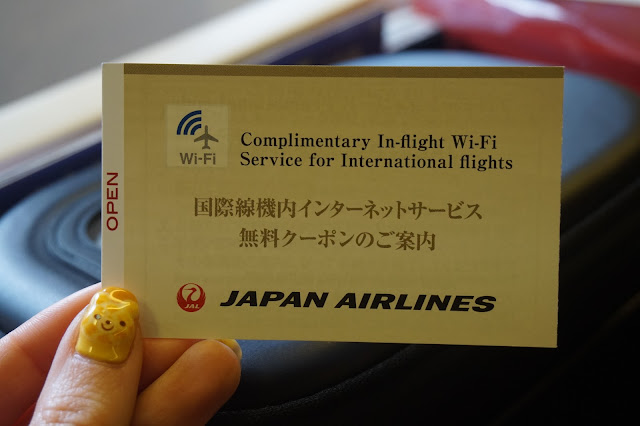 OPEN
Wi-Fi
Complimentary In-flight Wi-Fi
Service for International flights
国際線機内インターネットサービス
無料クーポンのご案内
JAL
JAPAN AIRLINES